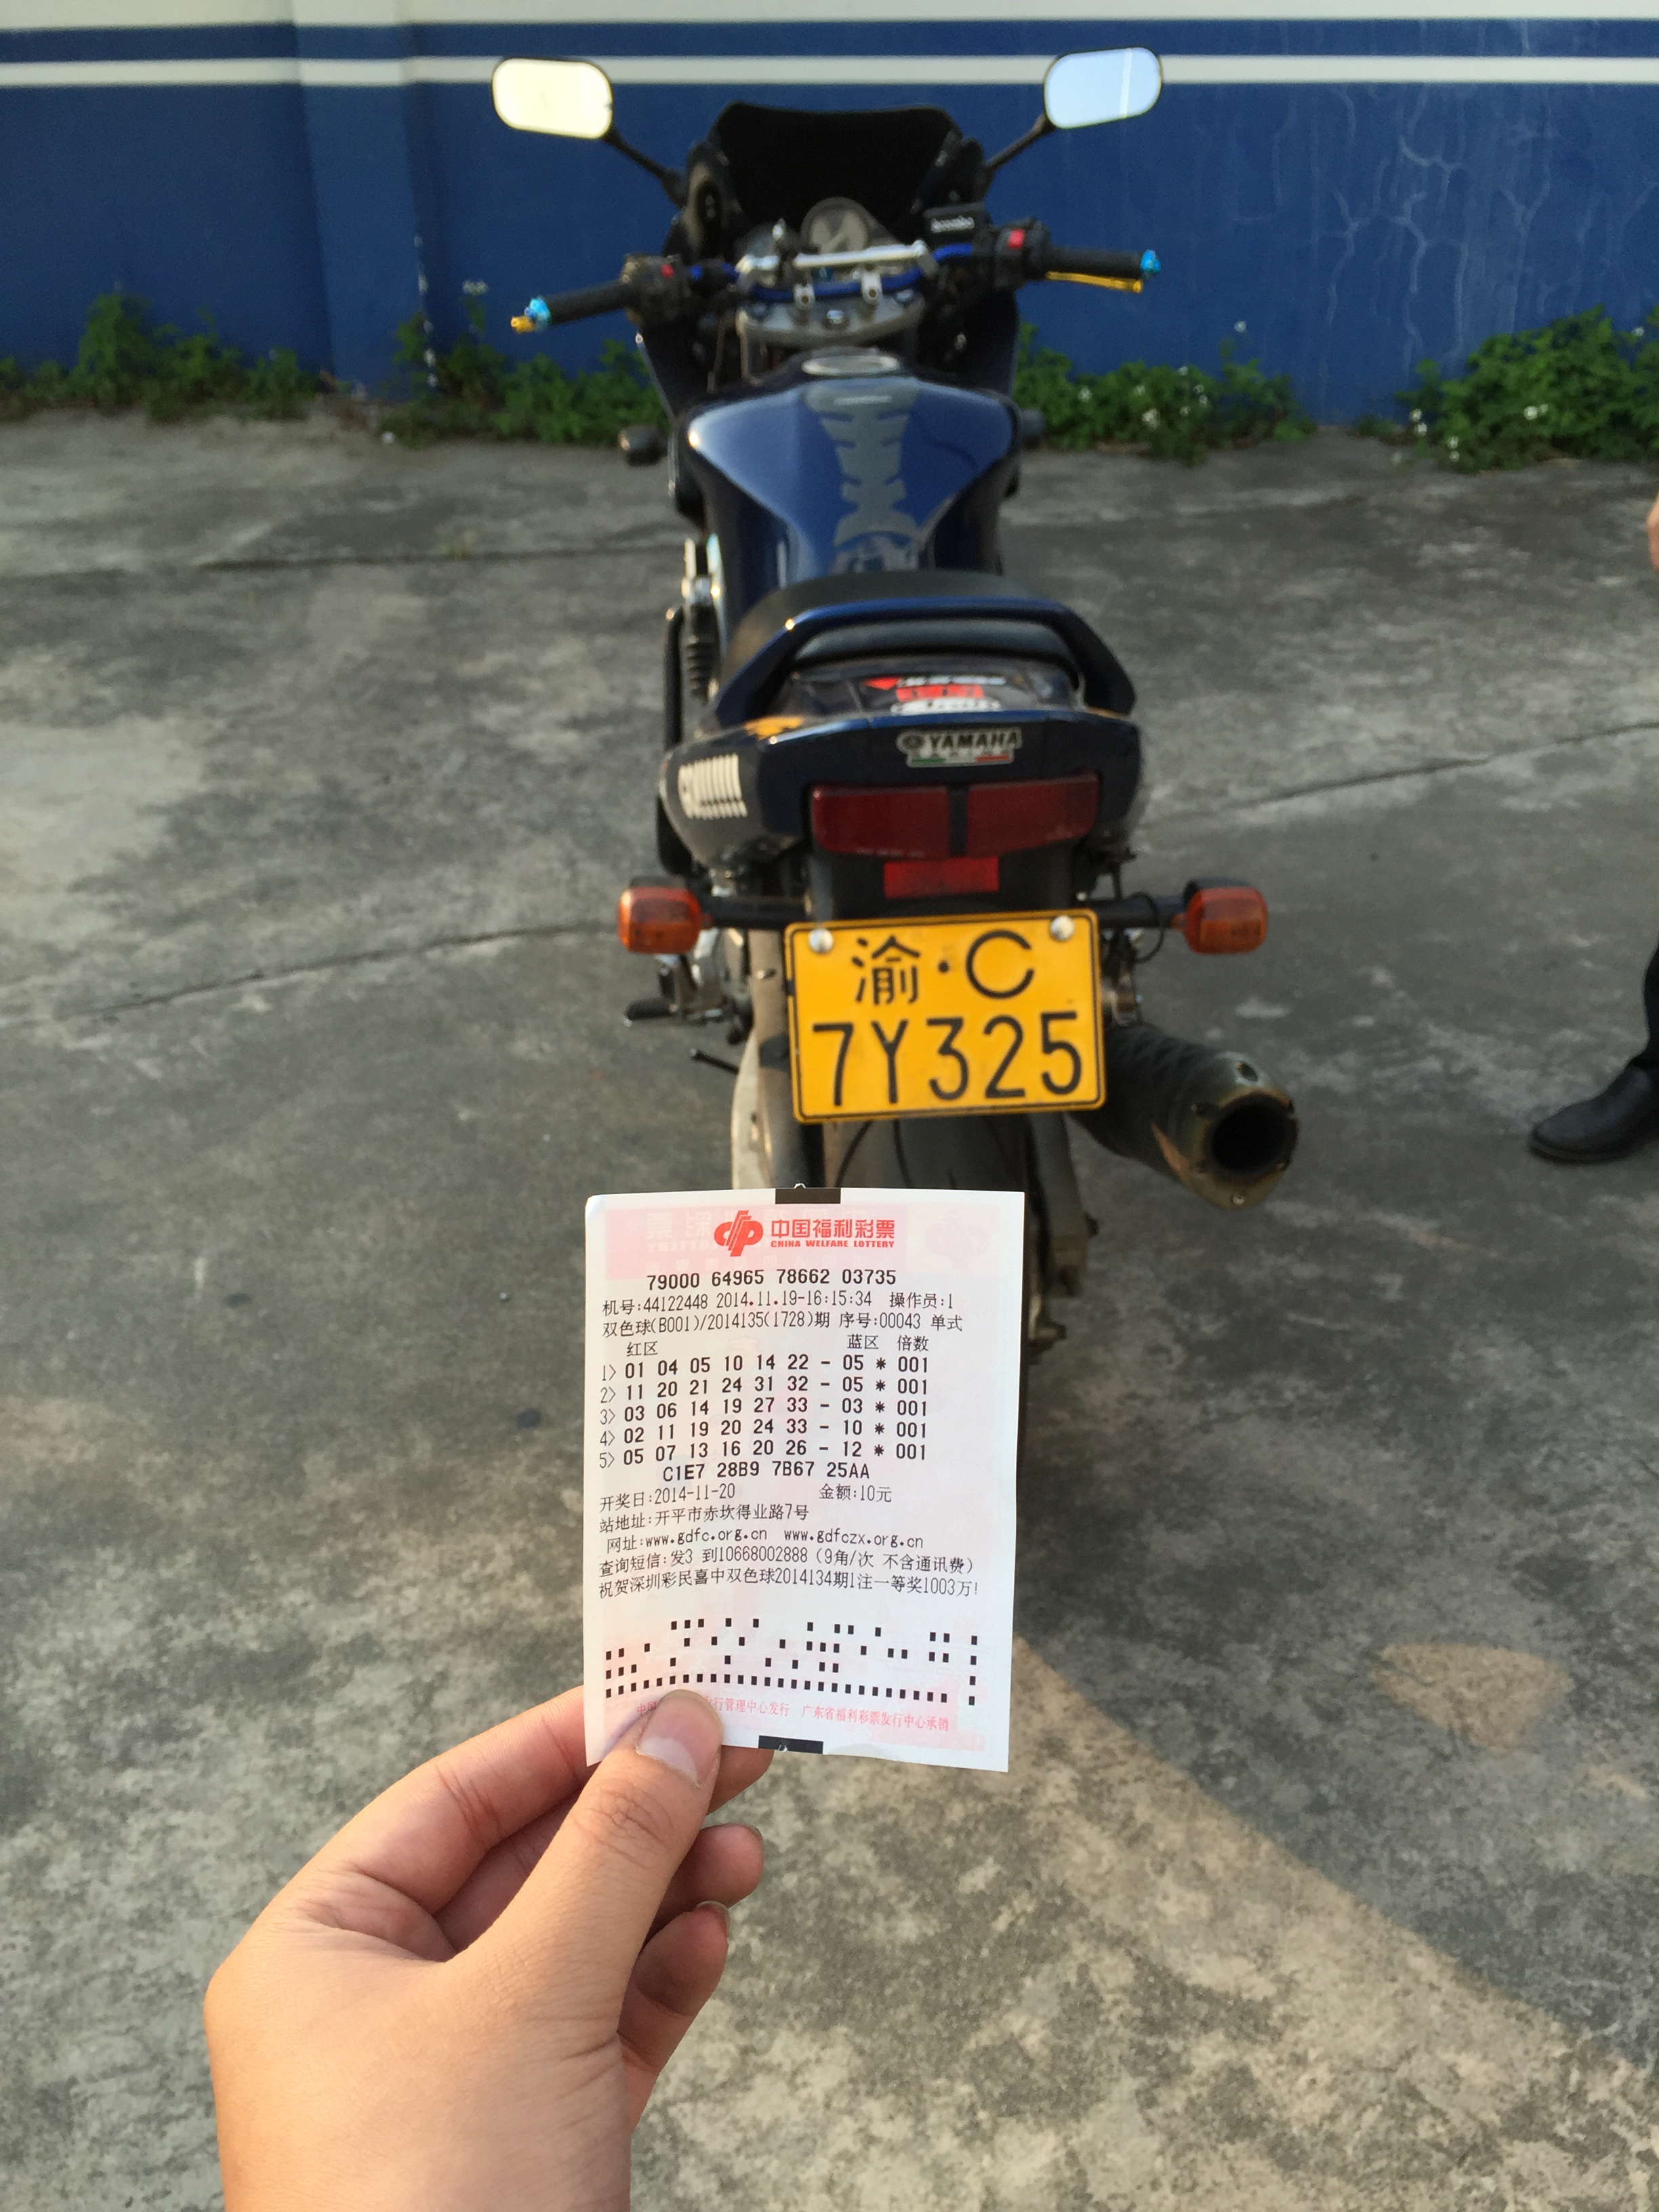 YAMAHA
渝·C
7Y325
中国福利彩票
CHINA WELFARE LOTTERY
79000 64965 78662 03735
机号:44122448 2014.11.19-16:15:34 操作员:1
双色球(B001)/2014135(1728)期 序号:00043 单式
红区 蓝区 倍数
1> 01 04 05 10 14 22 - 05 * 001
2> 11 20 21 24 31 32 - 05 * 001
3> 03 06 14 19 27 33 - 03 * 001
4> 02 11 19 20 24 33 - 10 * 001
5> 05 07 13 16 20 26 - 12 * 001
C1E7 28B9 7B67 25AA
开奖日:2014-11-20 金额:10元
站地址:开平市赤坎得业路7号
网址:www.gdfc.org.cn www.gdfczx.org.cn
查询短信:发3 到10668002888(9角/次 不含通讯费)
祝贺深圳彩民喜中双色球2014134期1注一等奖1003万!
行管理中心发行 广东省福利彩票发行中心承销